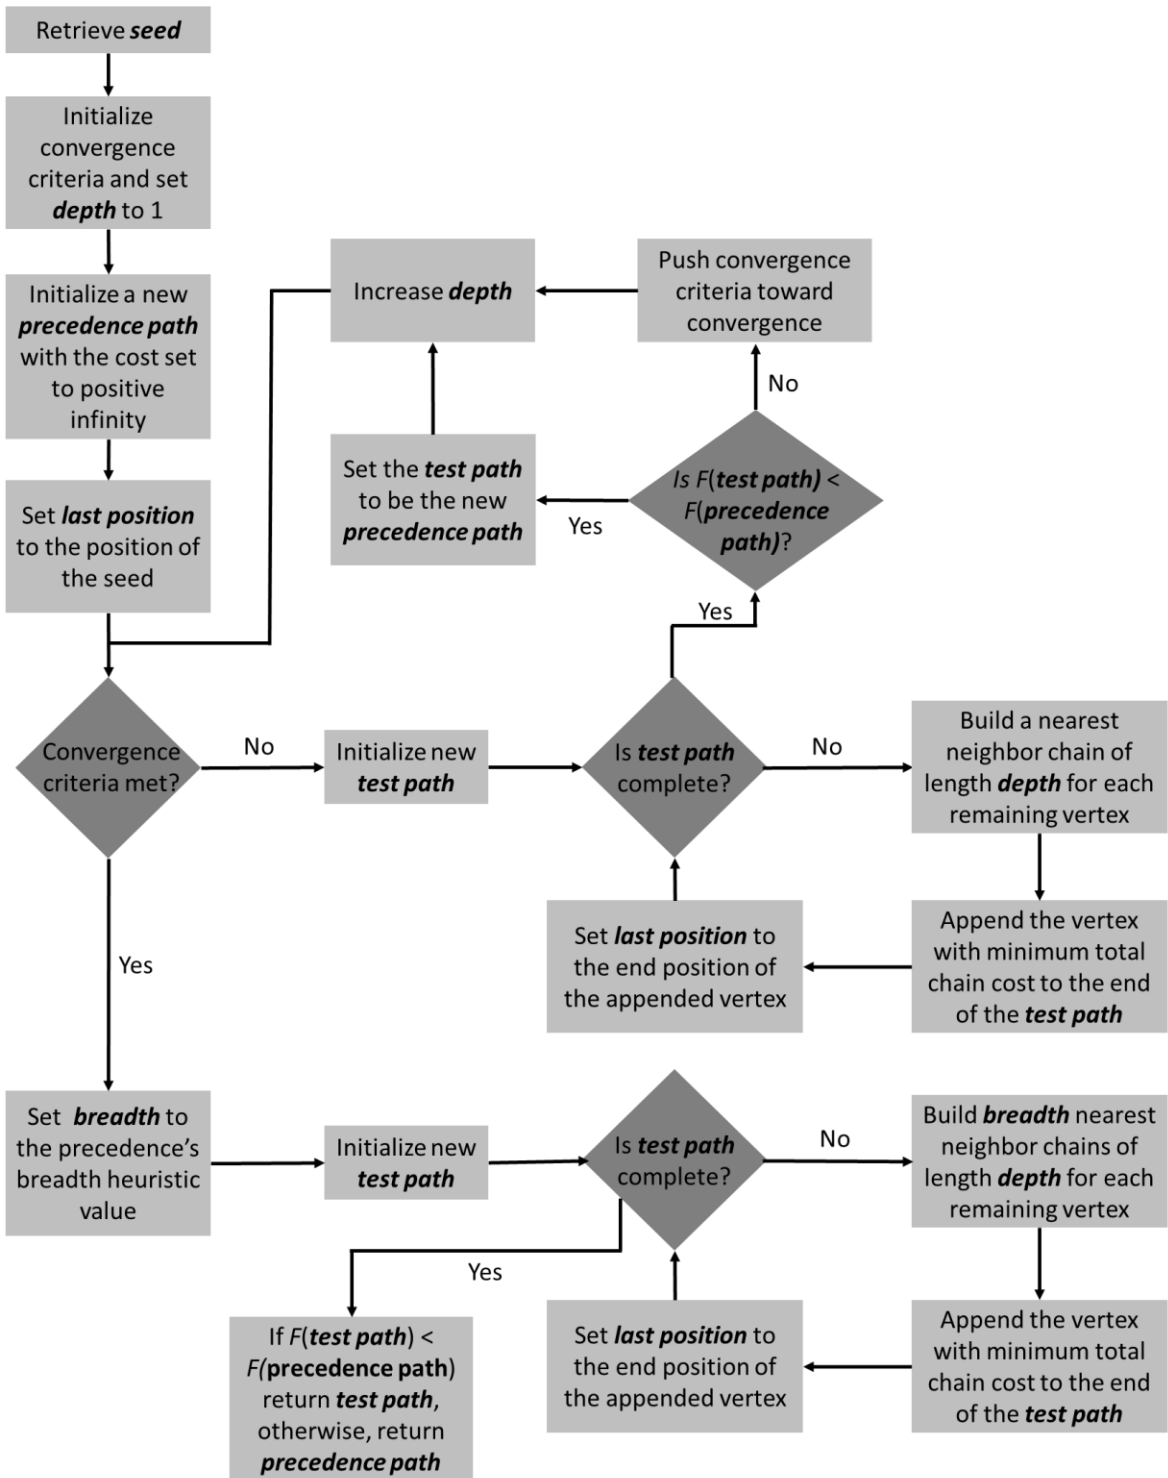 Retrieve seed
Initialize
convergence
criteria and set
depth to 1
Initialize a new
precedence path
with the cost set
to positive
infinity
Set last position
to the position of
the seed
Increase depth
Push convergence
criteria toward
convergence
No
Set the test path
to be the new
precedence path
Yes
Is F(test path) <
F(precedence
path)?
Yes
Convergence
criteria met?
No
Initialize new
test path
Is test path
complete?
No
Build a nearest
neighbor chain of
length depth for each
remaining vertex
Append the vertex
with minimum total
chain cost to the end
of the test path
Set last position to
the end position of
the appended vertex
Yes
Set breadth to
the precedence’s
breadth heuristic
value
Initialize new
test path
Is test path
complete?
No
Build breadth nearest
neighbor chains of
length depth for each
remaining vertex
Append the vertex
with minimum total
chain cost to the end
of the test path
Set last position to
the end position of
the appended vertex
Yes
If F(test path) <
F(precedence path)
return test path,
otherwise, return
precedence path